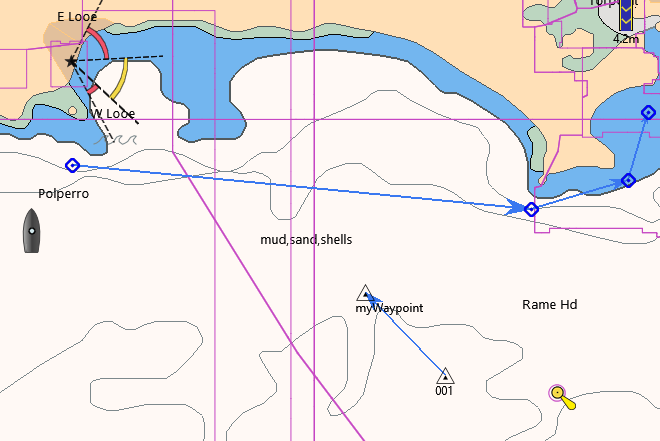 E Looe
4.2m
W Looe
Polperro
mud,sand,shells
myWaypoint
Rame Hd
001